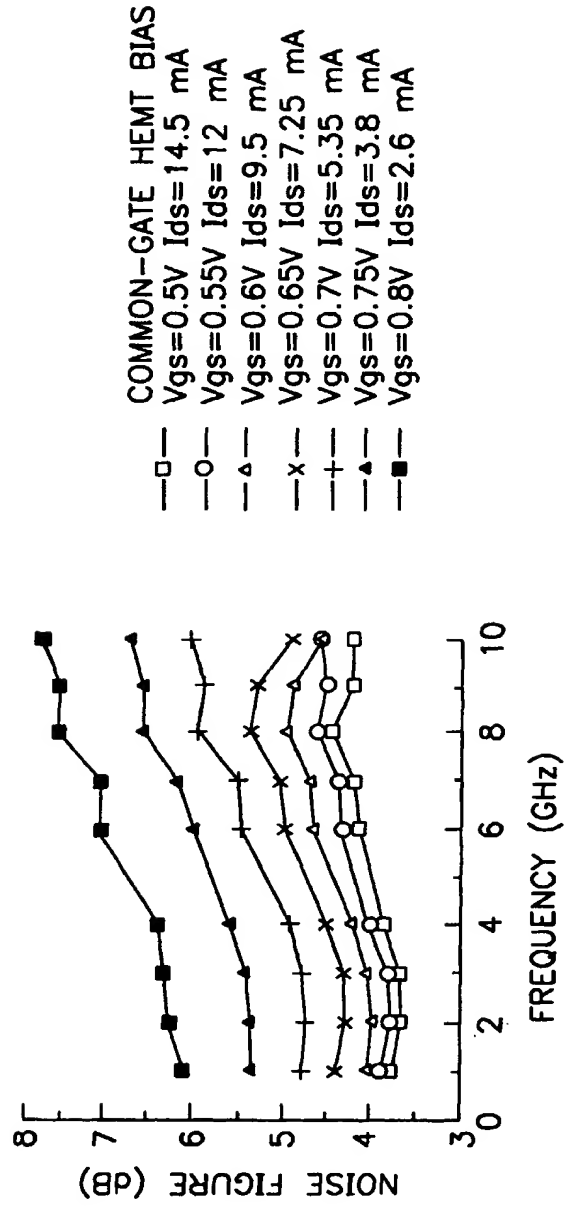 COMMON-GATE HEMT BIAS
Vgs=0.5V Ids=14.5 mA
Vgs=0.55V Ids=12 mA
Vgs=0.6V Ids=9.5 mA
Vgs=0.65V Ids=7.25 mA
Vgs=0.7V Ids=5.35 mA
Vgs=0.75V Ids=3.8 mA
Vgs=0.8V Ids=2.6 mA
NOISE FIGURE (dB)
8
7
6
5
4
3
0
2
4
6
8
10
FREQUENCY (GHz)